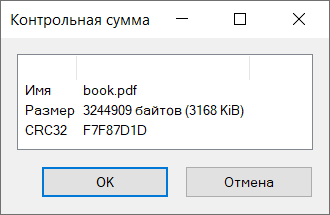 Контрольная сумма
Имя book.pdf
Размер 3244909 байтов (3168 KiB)
CRC32 F7F87D1D
OK
Отмена